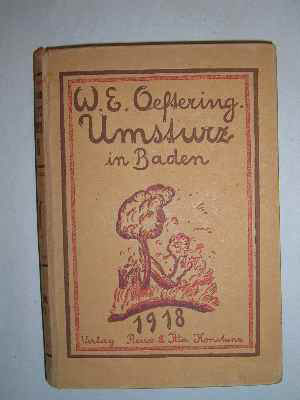 W. E. Oeftering.
Umsturz
in Baden
1918
Verlag Reuss & Itta Konstanz